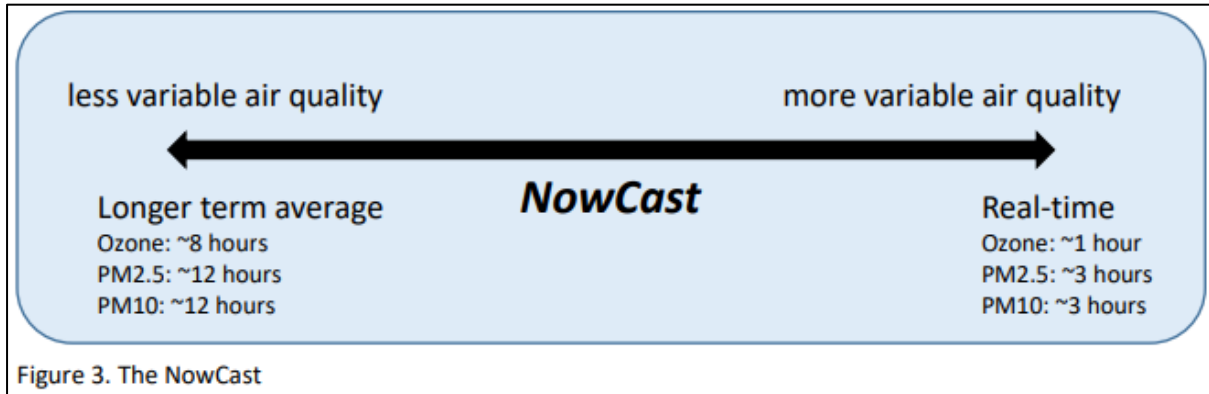 less variable air quality
more variable air quality
NowCast
Longer term average
Ozone: ~8 hours
PM2.5: ~12 hours
PM10: ~12 hours
Real-time
Ozone: ~1 hour
PM2.5: ~3 hours
PM10: ~3 hours
Figure 3. The NowCast